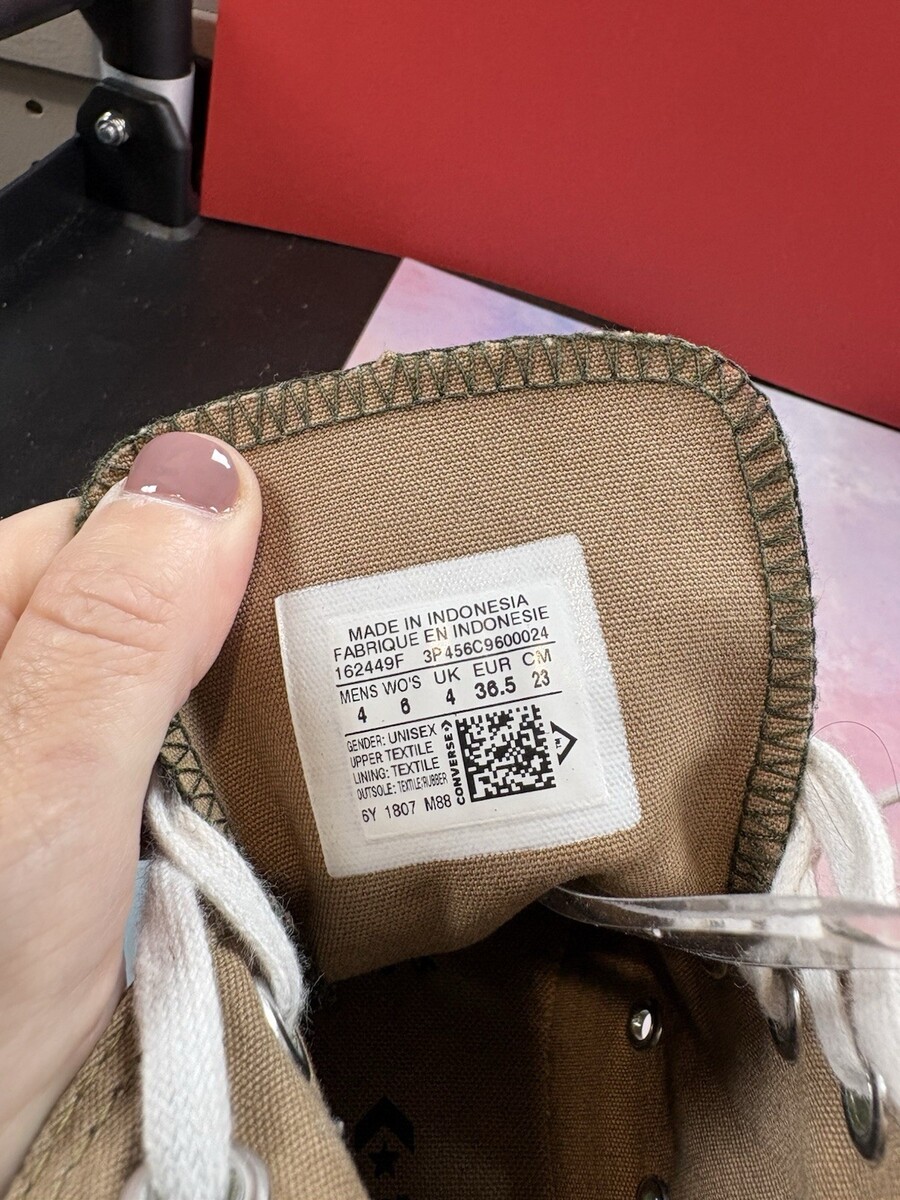 MADE IN INDONESIA
FABRIQUE EN INDONESIE
162449F 3P456C9600024
MENS WO'S UK EUR CM
4 6 4 36.5 23
GENDER: UNISEX
UPPER TEXTILE
LINING: TEXTILE
OUTSOLE: TEXTILE/RUBBER
6Y 1807 M88
CONVERSE
TM